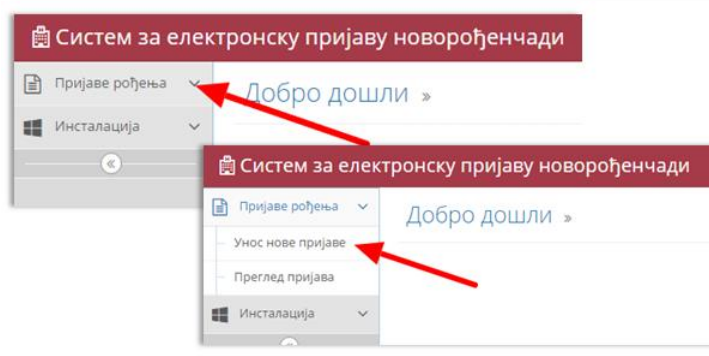 Систем за електронску пријаву новорођенчади
Пријаве рођења
Добро дошли »
Инсталација
Систем за електронску пријаву новорођенчади
Пријаве рођења
Добро дошли »
Унос нове пријаве
Преглед пријава
Инсталација